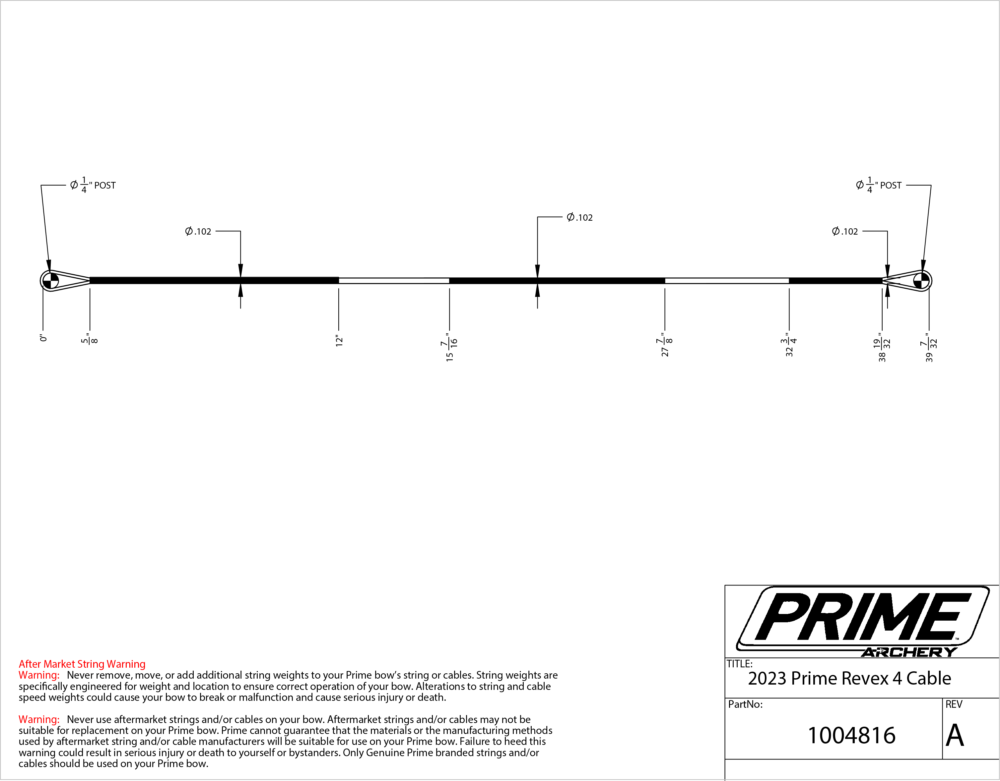 Ø 1/4" POST
Ø 1/4" POST
Ø .102
Ø .102
Ø .102
0"
5/8"
12"
15 7/16"
27 7/8"
32 3/4"
38 19/32"
39 7/32"
PRIME™
ARCHERY
TITLE:
2023 Prime Revex 4 Cable
PartNo:
1004816
REV
A
After Market String Warning
Warning: Never remove, move, or add additional string weights to your Prime bow’s string or cables. String weights are
specifically engineered for weight and location to ensure correct operation of your bow. Alterations to string and cable
speed weights could cause your bow to break or malfunction and cause serious injury or death.
Warning: Never use aftermarket strings and/or cables on your bow. Aftermarket strings and/or cables may not be
suitable for replacement on your Prime bow. Prime cannot guarantee that the materials or the manufacturing methods
used by aftermarket string and/or cable manufacturers will be suitable for use on your Prime bow. Failure to heed this
warning could result in serious injury or death to yourself or bystanders. Only Genuine Prime branded strings and/or
cables should be used on your Prime bow.